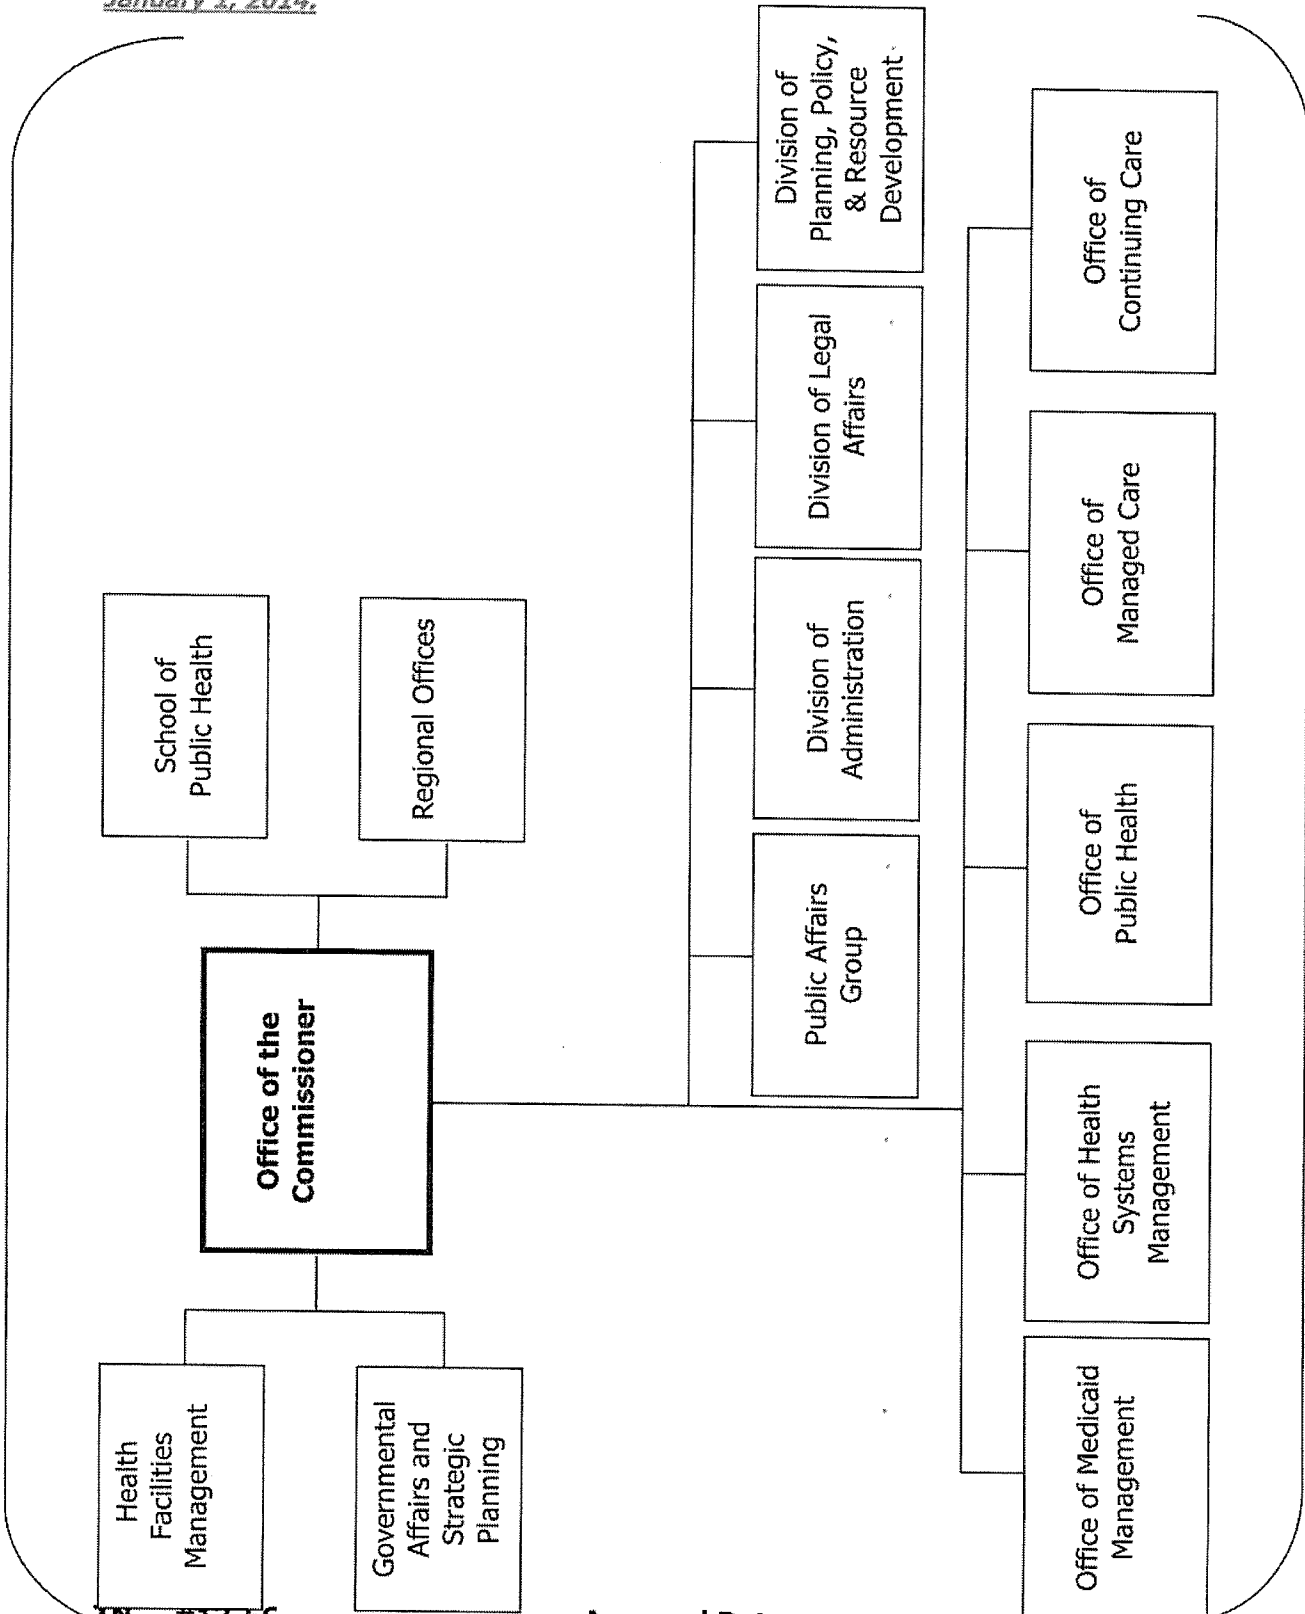 January 1, 2014.
Health
Facilities
Management
Governmental
Affairs and
Strategic
Planning
Office of the
Commissioner
School of
Public Health
Regional Offices
Public Affairs
Group
Division of
Administration
Division of Legal
Affairs
Division of
Planning, Policy,
& Resource
Development
Office of Medicaid
Management
Office of Health
Systems
Management
Office of
Public Health
Office of
Managed Care
Office of
Continuing Care